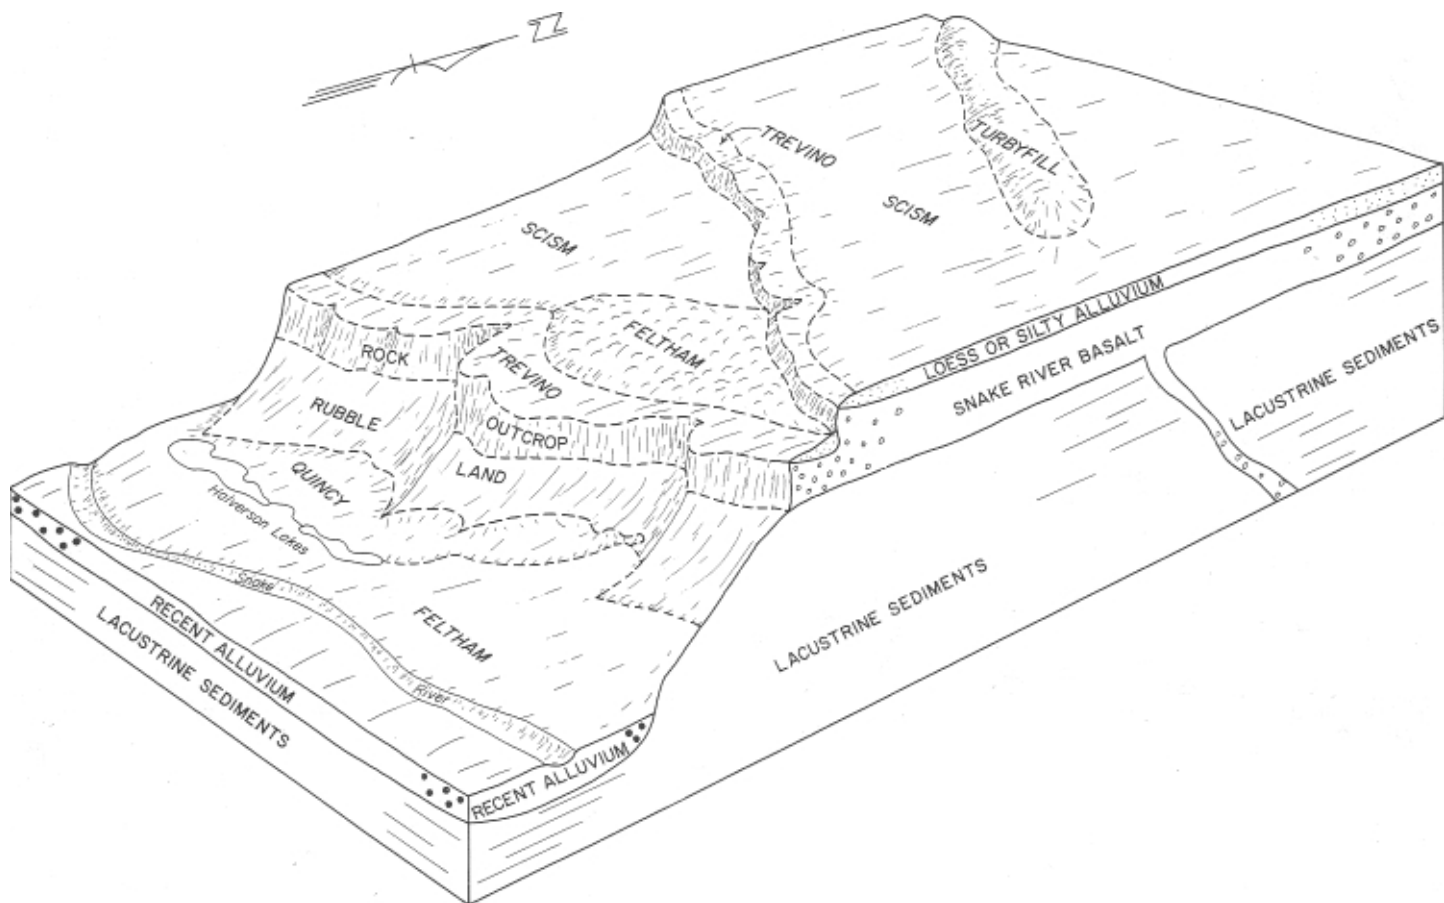 N
TREVINO
TURBYFILL
SCISM
SCISM
FELTHAM
ROCK
TREVINO
RUBBLE
OUTCROP
LAND
QUINCY
Halverson Lakes
Snake
River
FELTHAM
LOESS OR SILTY ALLUVIUM
SNAKE RIVER BASALT
LACUSTRINE SEDIMENTS
LACUSTRINE SEDIMENTS
RECENT ALLUVIUM
LACUSTRINE SEDIMENTS
RECENT ALLUVIUM